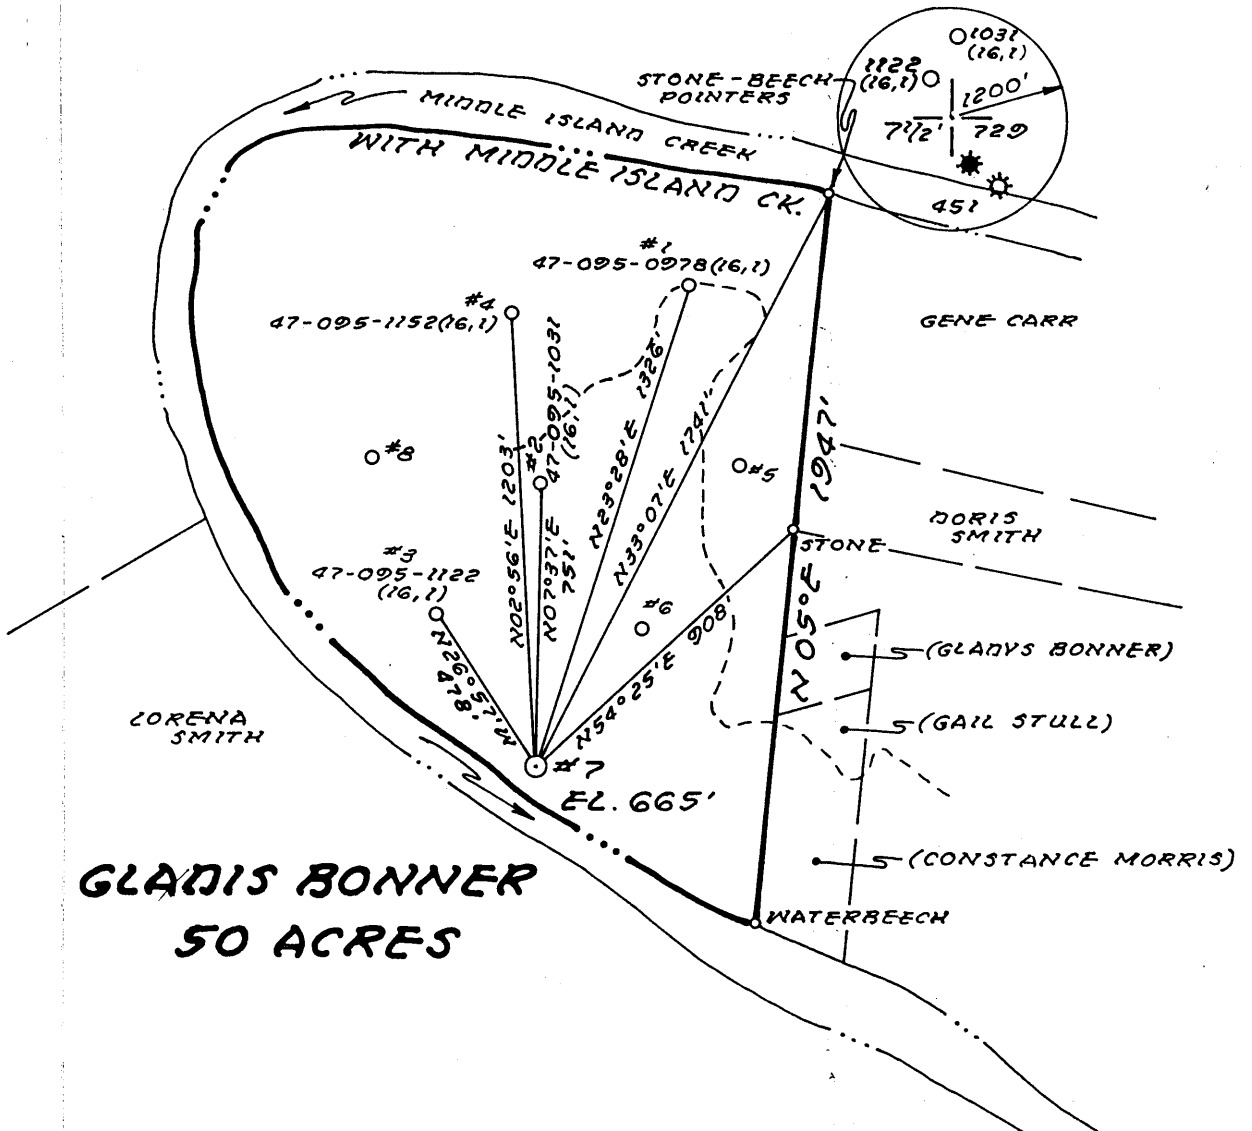 1031
(16,1)
1122
(16,1)
1200'
7 1/2' 729
451
STONE-BEECH
POINTERS
MIDDLE ISLAND CREEK
WITH MIDDLE ISLAND CK.
#1
47-095-0978(16,1)
#4
47-095-1152(16,1)
GENE CARR
#2
47-095-1031
(16,1)
N23°28'E 1326'
N33°07'E 1741'
N02°56'E 1203'
N07°37'E
751'
#8
#5
1947'
N05°E
DORIS
SMITH
STONE
#3
47-095-1122
(16,1)
N26°57'W
478'
#6
N54°25'E 908
(GLADYS BONNER)
(GAIL STULL)
LORENA
SMITH
#7
EL. 665'
(CONSTANCE MORRIS)
GLADIS BONNER
50 ACRES
WATERBEECH